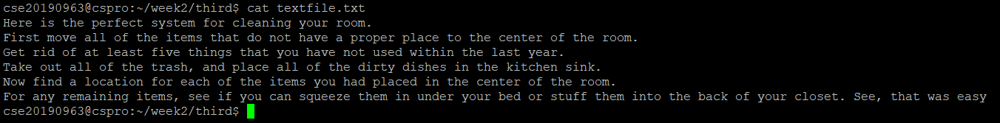 cse20190963@cspro:~/week2/third$ cat textfile.txt
Here is the perfect system for cleaning your room.
First move all of the items that do not have a proper place to the center of the room.
Get rid of at least five things that you have not used within the last year.
Take out all of the trash, and place all of the dirty dishes in the kitchen sink.
Now find a location for each of the items you had placed in the center of the room.
For any remaining items, see if you can squeeze them in under your bed or stuff them into the back of your closet. See, that was easy
cse20190963@cspro:~/week2/third$